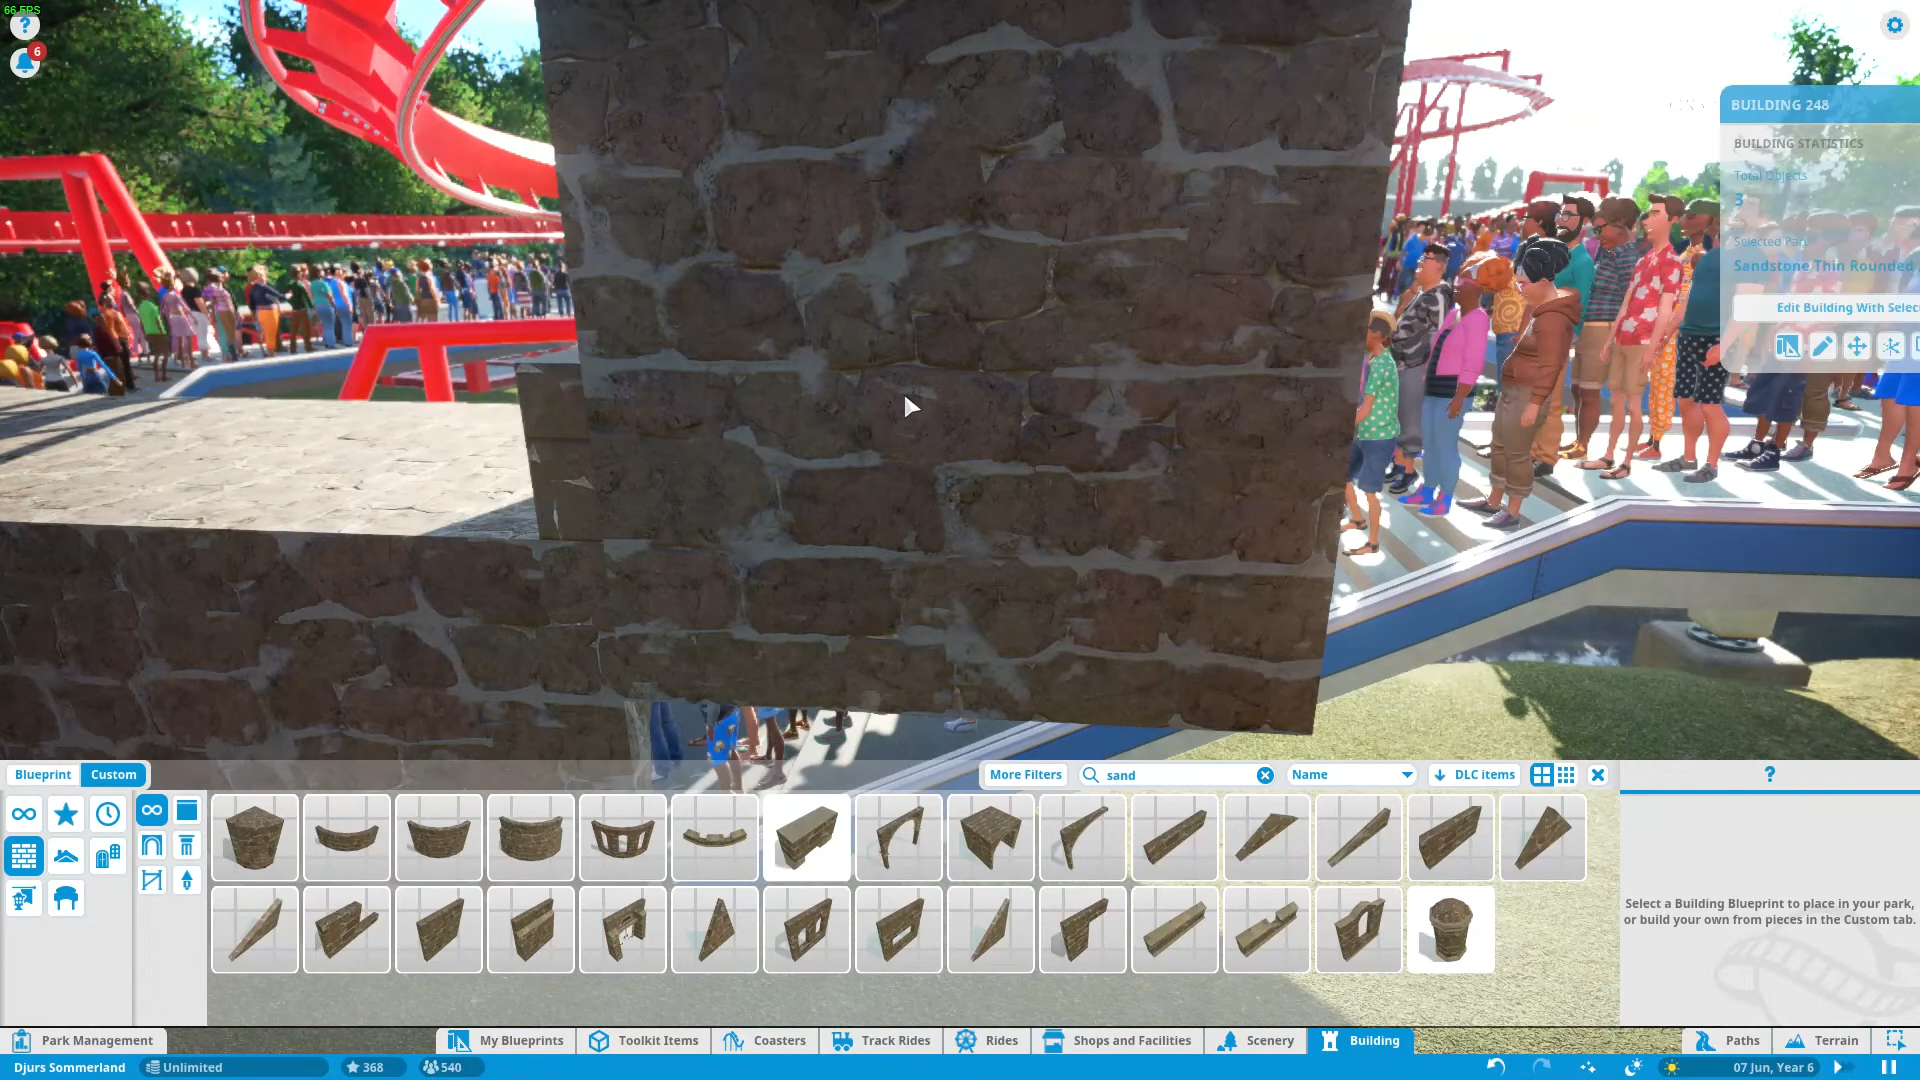 66 FPS
?
6
BUILDING 248
BUILDING STATISTICS
Total Objects
3
Selected Part
Sandstone Thin Rounded
Edit Building With Selec
Blueprint
Custom
More Filters
sand
Name
DLC items
?
Select a Building Blueprint to place in your park,
or build your own from pieces in the Custom tab.
Park Management
My Blueprints
Toolkit Items
Coasters
Track Rides
Rides
Shops and Facilities
Scenery
Building
Paths
Terrain
Djurs Sommerland
Unlimited
368
540
07 Jun, Year 6